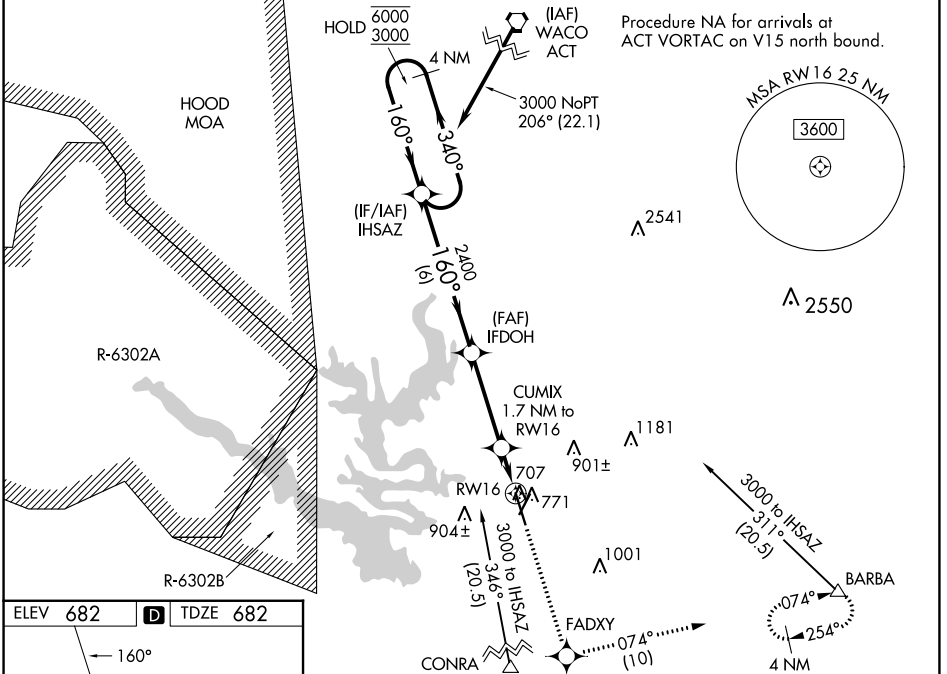 HOLD 6000
3000
4 NM
(IAF)
WACO
ACT
Procedure NA for arrivals at
ACT VORTAC on V15 north bound.
HOOD
MOA
3000 NoPT
206° (22.1)
160°
340°
MSA RW16 25 NM
3600
(IF/IAF)
IHSAZ
2541
2400
160°
(6)
2550
(FAF)
IFDOH
R-6302A
CUMIX
1.7 NM to
RW16
1181
901±
707
RW16
771
904±
3000 to IHSAZ
311°
(20.5)
3000 to IHSAZ
346°
(20.5)
1001
R-6302B
BARBA
074°
254°
4 NM
ELEV 682 D TDZE 682
160°
FADXY
074°
(10)
CONRA